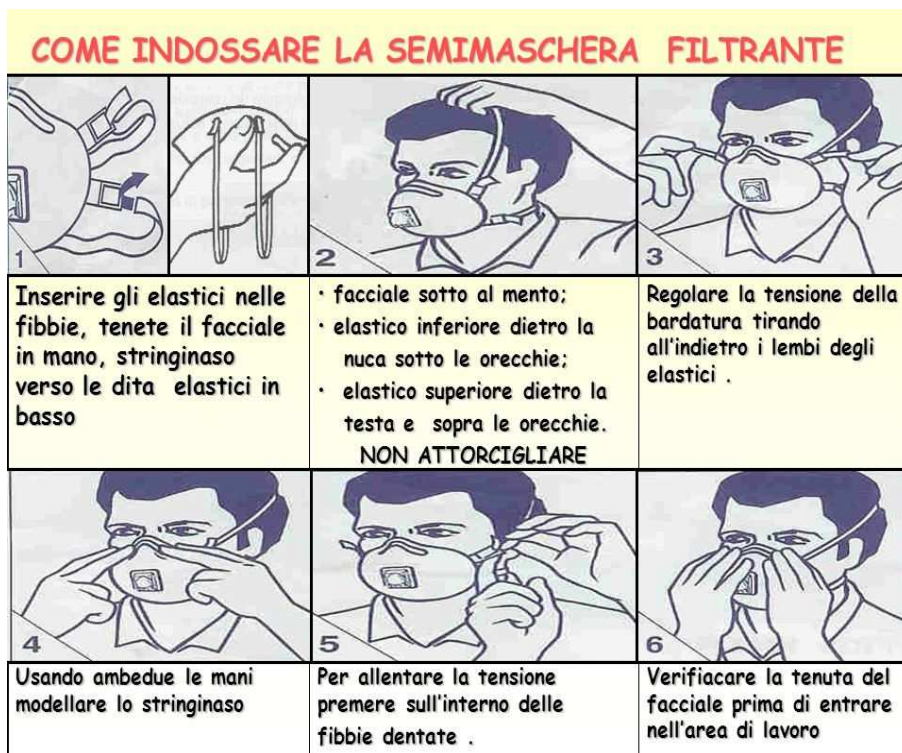 COME INDOSSARE LA SEMIMASCHERA FILTRANTE
1
Inserire gli elastici nelle
fibbie, tenete il facciale
in mano, stringinaso
verso le dita elastici in
basso
2
· facciale sotto al mento;
· elastico inferiore dietro la
nuca sotto le orecchie;
· elastico superiore dietro la
testa e sopra le orecchie.
NON ATTORCIGLIARE
3
Regolare la tensione della
bardatura tirando
all'indietro i lembi degli
elastici .
4
Usando ambedue le mani
modellare lo stringinaso
5
Per allentare la tensione
premere sull'interno delle
fibbie dentate .
6
Verifiacare la tenuta del
facciale prima di entrare
nell'area di lavoro